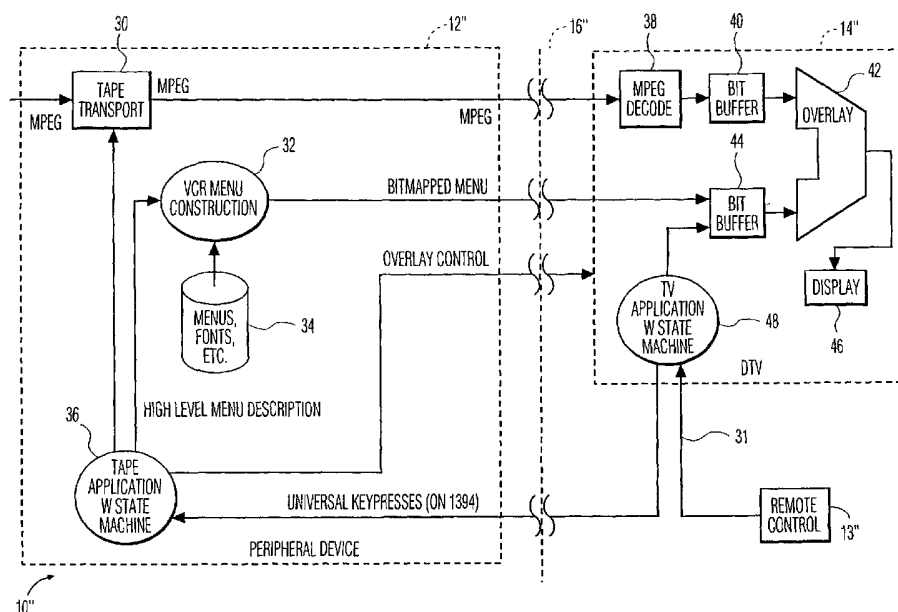 30
12"
16"
38
40
14"
42
TAPE
TRANSPORT
MPEG
MPEG
MPEG
MPEG
DECODE
BIT
BUFFER
OVERLAY
32
VCR MENU
CONSTRUCTION
BITMAPPED MENU
44
BIT
BUFFER
OVERLAY CONTROL
MENUS,
FONTS,
ETC.
34
TV
APPLICATION
W STATE
MACHINE
48
DISPLAY
46
DTV
HIGH LEVEL MENU DESCRIPTION
36
TAPE
APPLICATION
W STATE
MACHINE
31
UNIVERSAL KEYPRESSES (ON 1394)
REMOTE
CONTROL
13"
PERIPHERAL DEVICE
10"